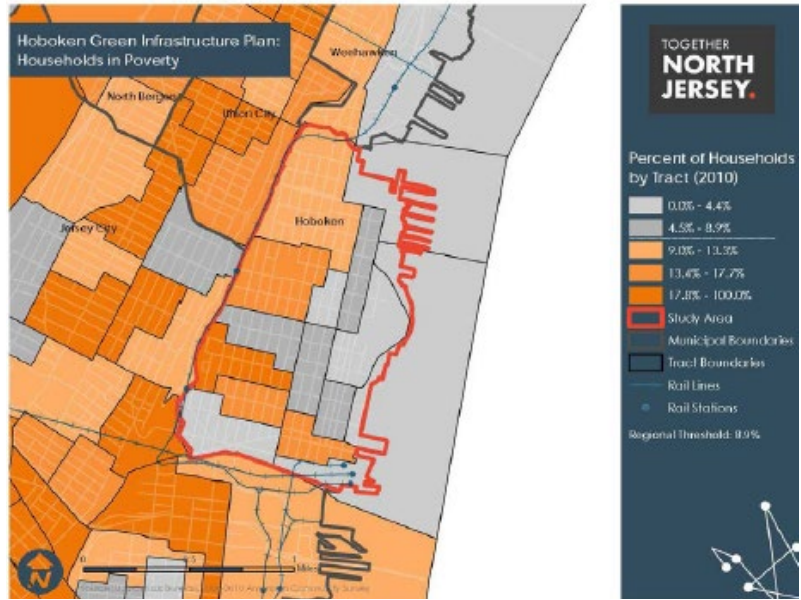 Hoboken Green Infrastructure Plan:
Households in Poverty
Weehawken
North Bergen
Union City
Hoboken
Jersey City
0
1
Miles
N
TOGETHER
NORTH
JERSEY.
Percent of Households
by Tract (2010)
0.0% - 4.4%
4.5% - 8.9%
9.0% - 13.3%
13.4% - 17.7%
17.8% - 100.0%
Study Area
Municipal Boundaries
Tract Boundaries
Rail Lines
Rail Stations
Regional Threshold: 8.9%